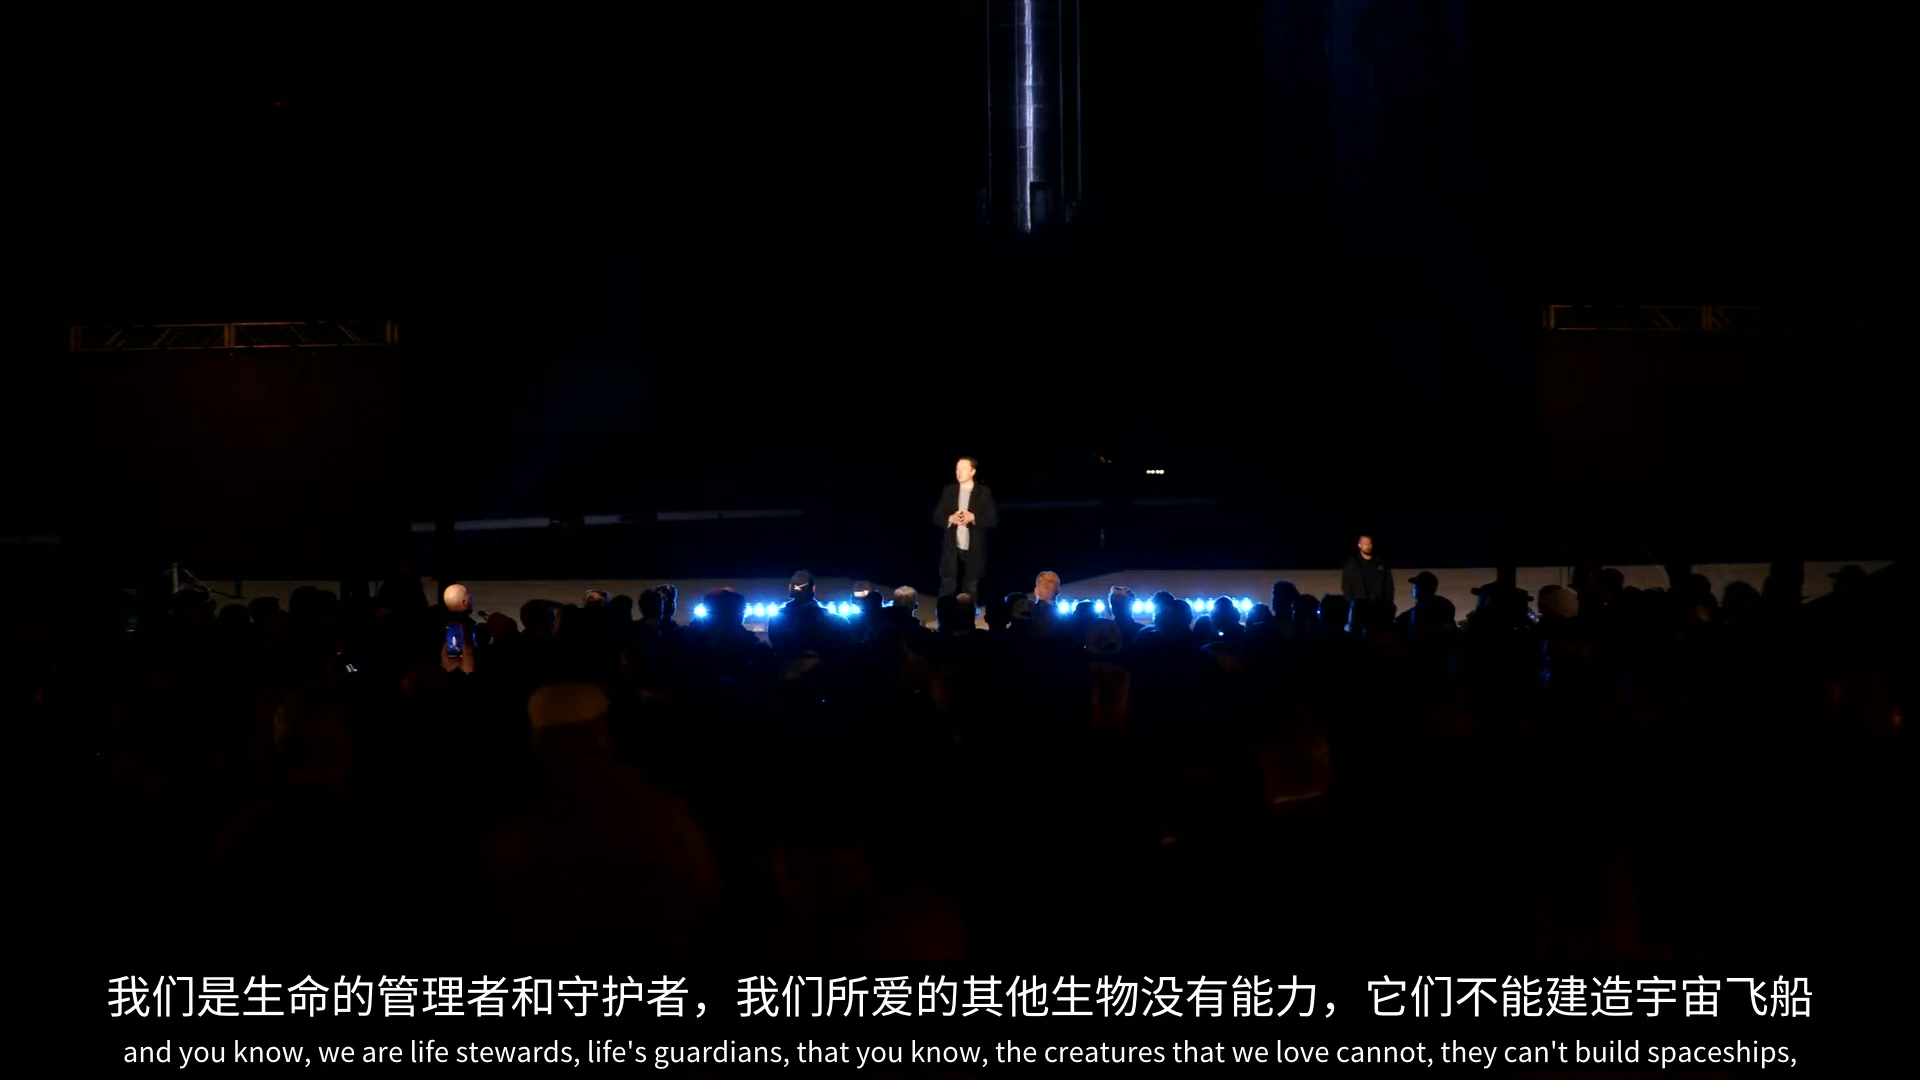 我们是生命的管理者和守护者，我们所爱的其他生物没有能力，它们不能建造宇宙飞船
and you know, we are life stewards, life's guardians, that you know, the creatures that we love cannot, they can't build spaceships,